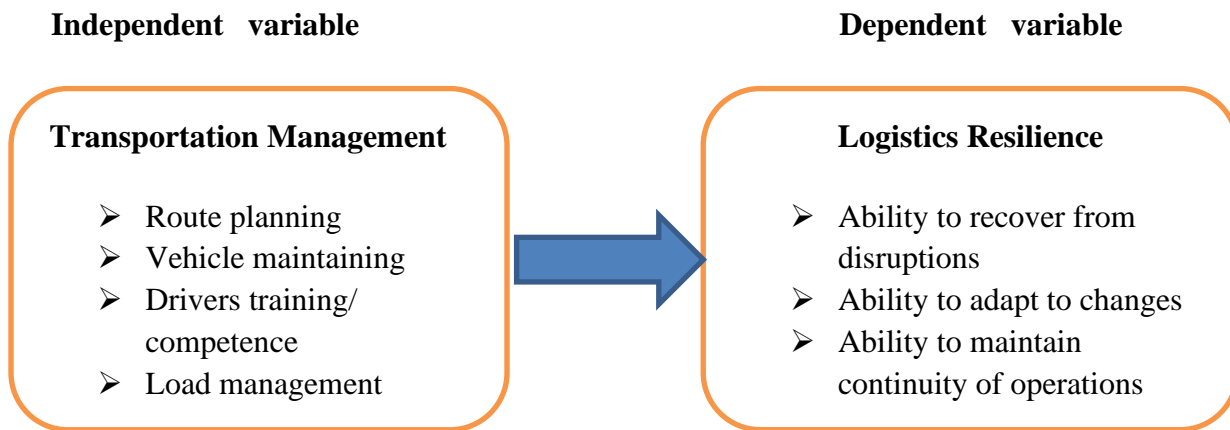 Independent variable
Dependent variable
Transportation Management
➢ Route planning
➢ Vehicle maintaining
➢ Drivers training/
competence
➢ Load management
Logistics Resilience
➢ Ability to recover from
disruptions
➢ Ability to adapt to changes
➢ Ability to maintain
continuity of operations